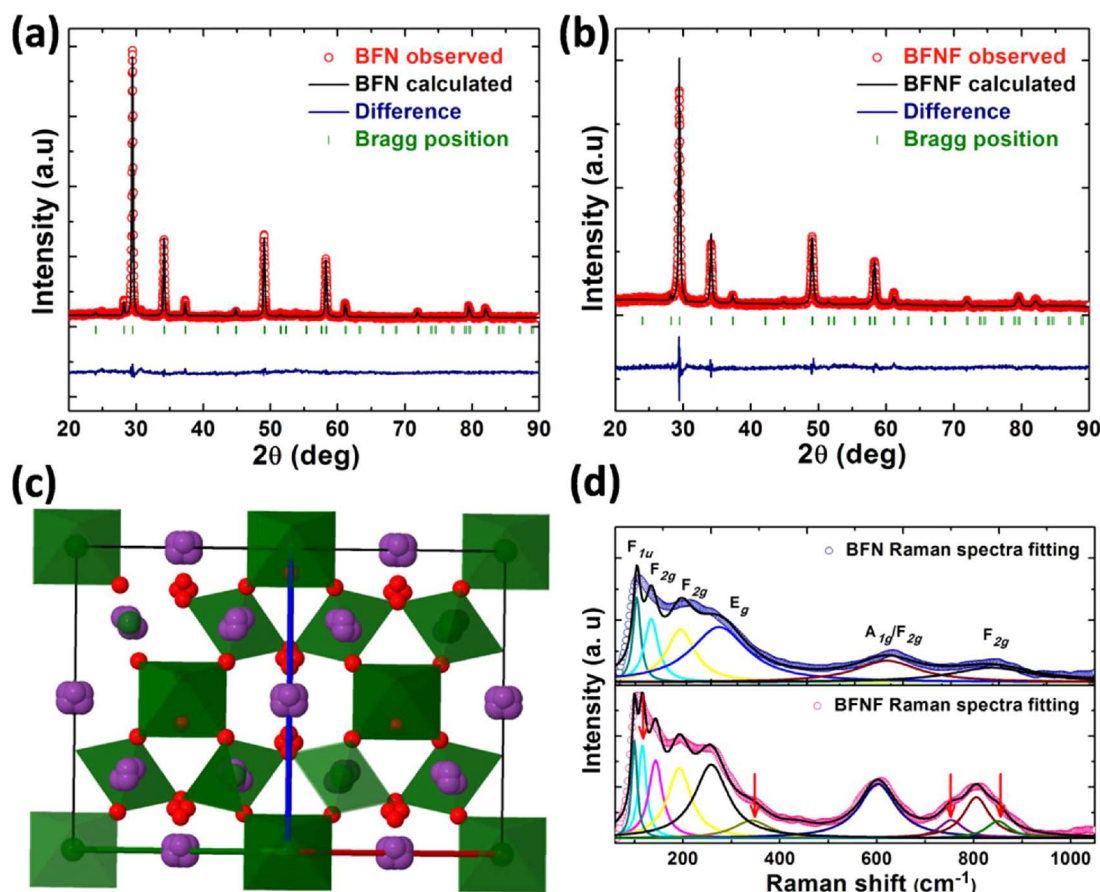 (a)
BFN observed
BFN calculated
Difference
Bragg position
Intensity (a.u)
20 30 40 50 60 70 80 90
2θ (deg)
(b)
BFNF observed
BFNF calculated
Difference
Bragg position
Intensity (a.u)
20 30 40 50 60 70 80 90
2θ (deg)
(c)
(d)
BFN Raman spectra fitting
F1u
F2g
F2g
Eg
A1g/F2g
F2g
BFNF Raman spectra fitting
Intensity (a. u)
200 400 600 800 1000
Raman shift (cm-1)